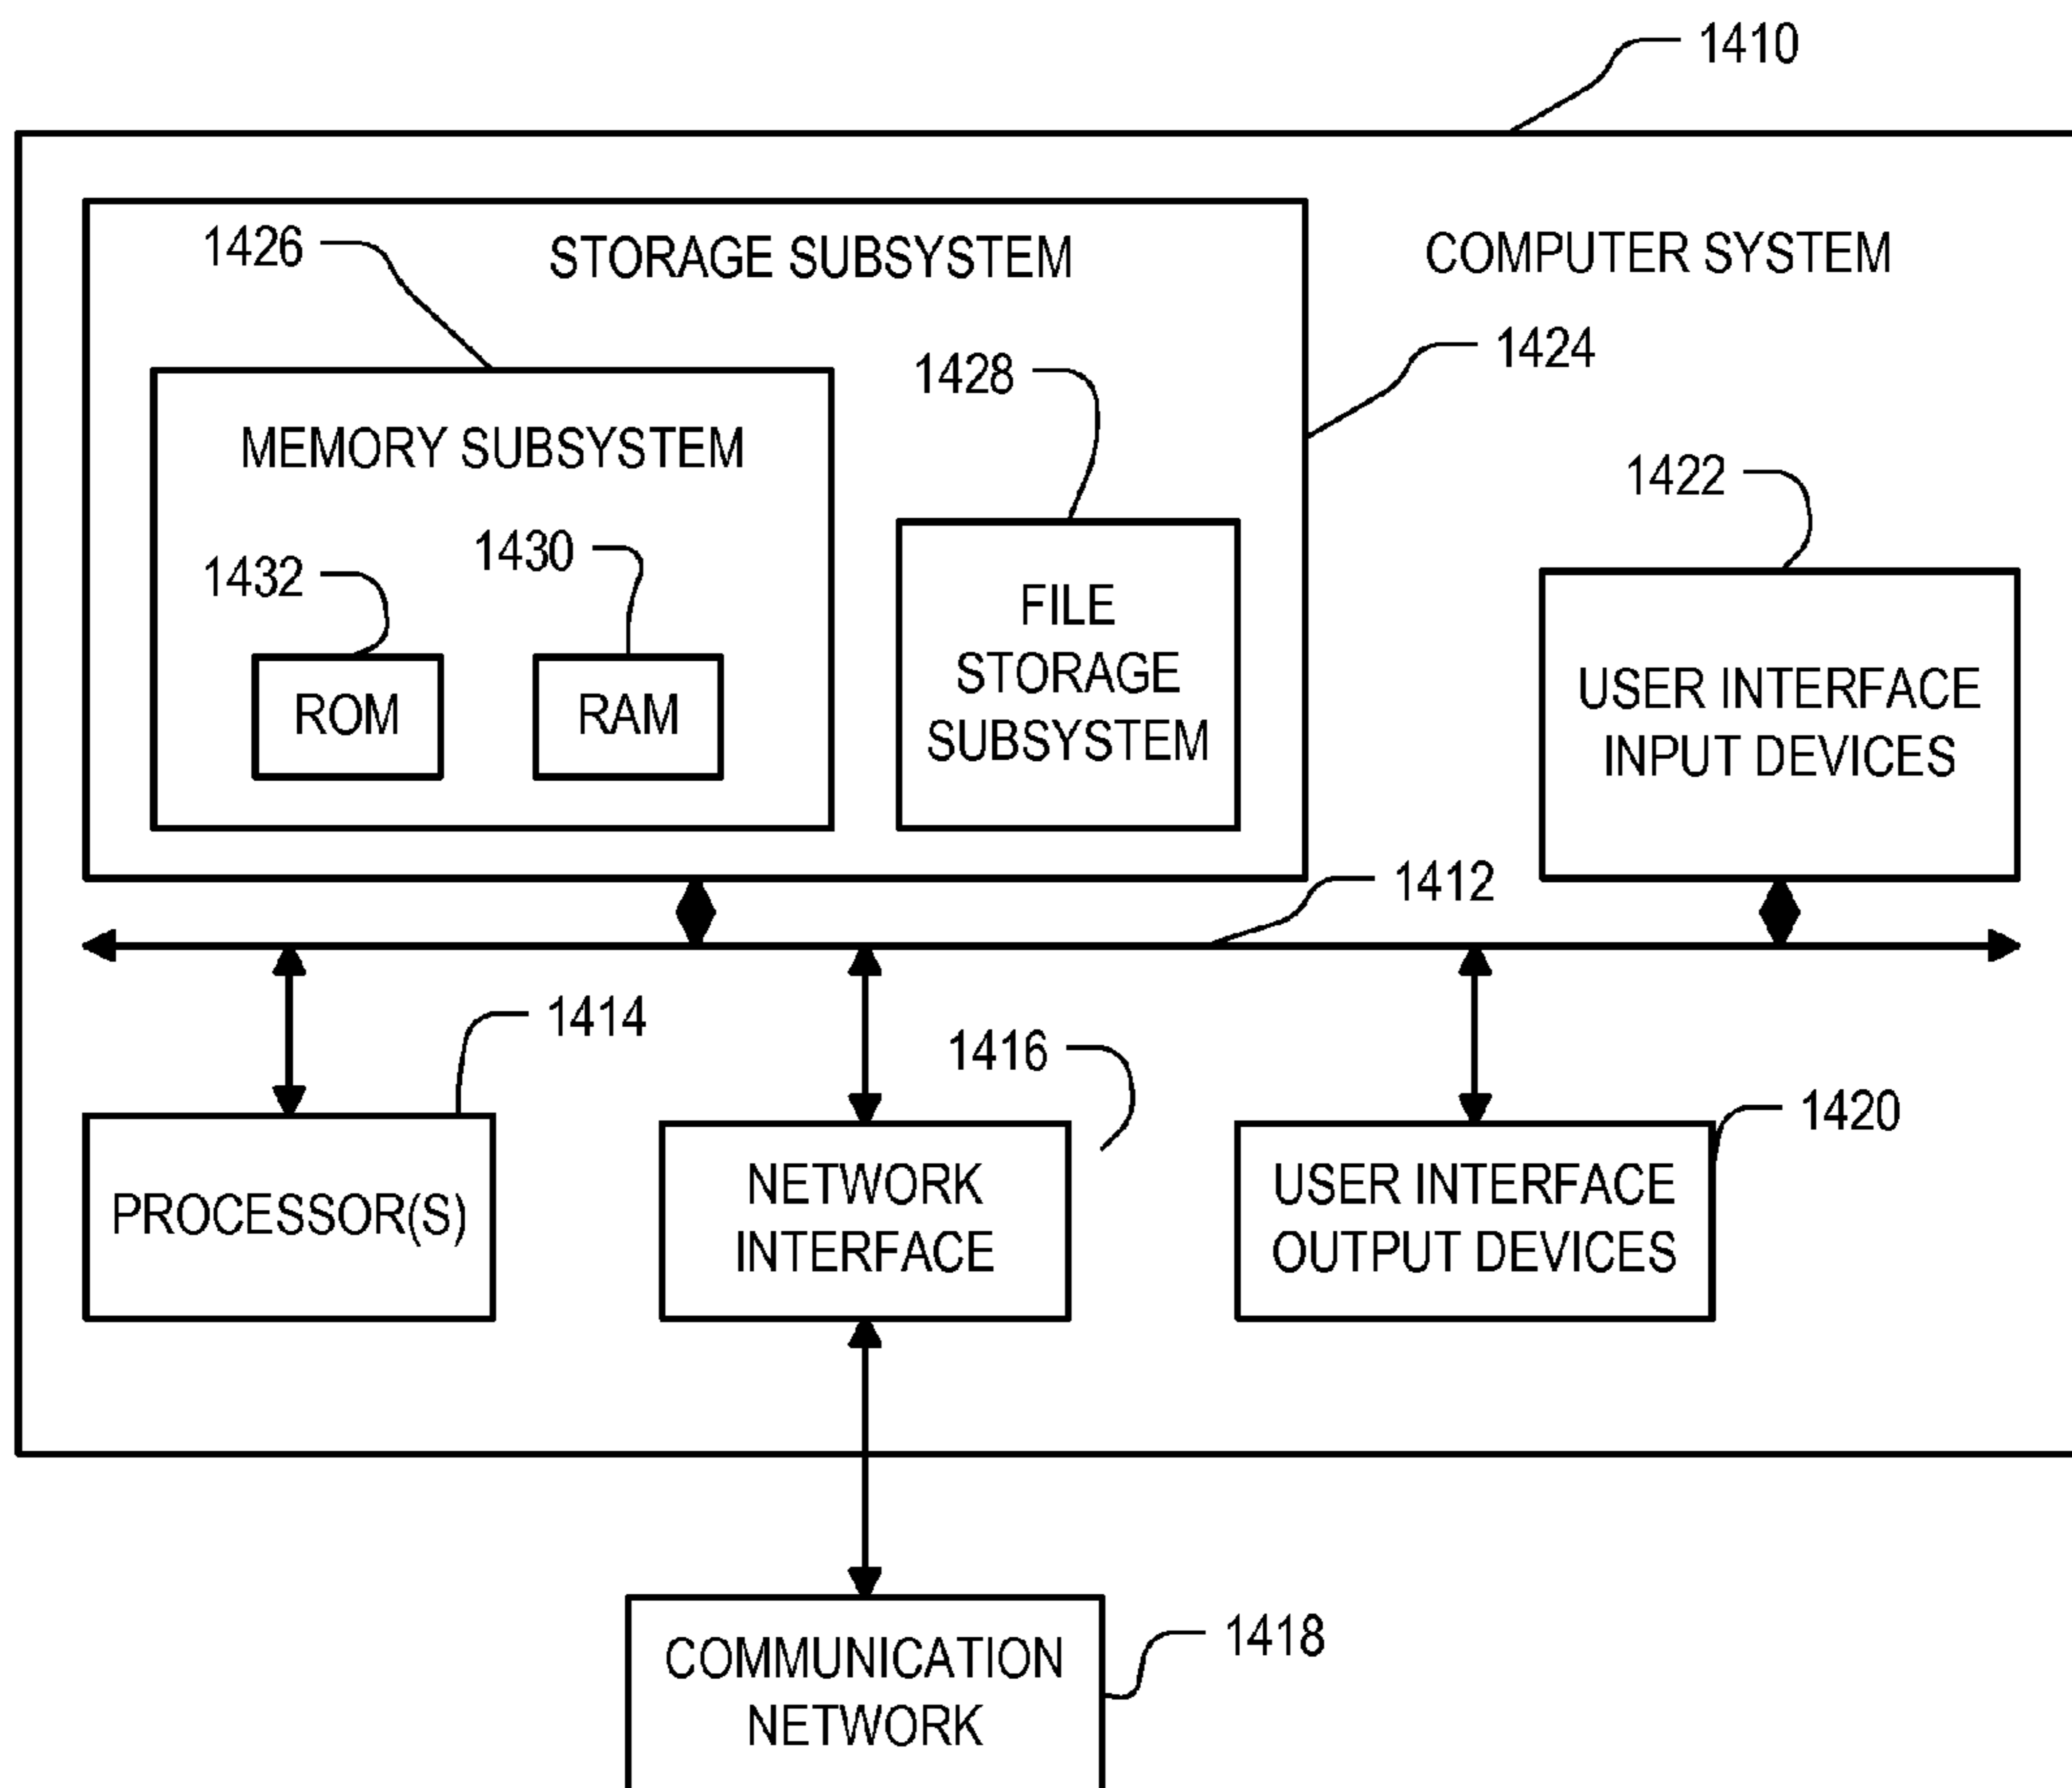 1410
1426
STORAGE SUBSYSTEM
COMPUTER SYSTEM
1424
1428
MEMORY SUBSYSTEM
1422
1432
1430
FILE
STORAGE
SUBSYSTEM
ROM
RAM
USER INTERFACE
INPUT DEVICES
1412
1414
1416
1420
PROCESSOR(S)
NETWORK
INTERFACE
USER INTERFACE
OUTPUT DEVICES
COMMUNICATION
NETWORK
1418